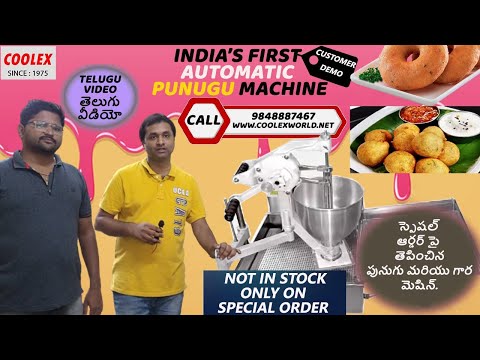 COOLEX
SINCE : 1975
INDIA'S FIRST
AUTOMATIC
PUNUGU MACHINE
CUSTOMER
DEMO
TELUGU
VIDEO
తెలుగు
వీడియో
CALL
9848887467
WWW.COOLEXWORLD.NET
స్పెషల్
ఆర్డర్ పై
తెపించిన
పునుగు మరియు గార
మెషీన్.
NOT IN STOCK
ONLY ON
SPECIAL ORDER